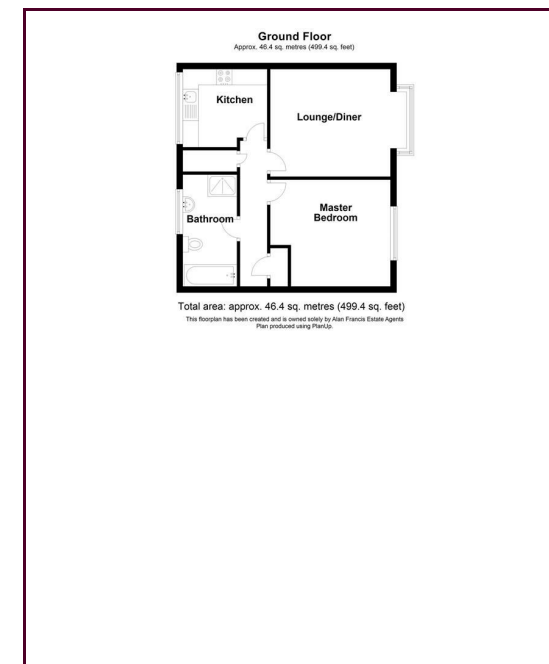 Ground Floor
Approx. 46.4 sq. metres (499.4 sq. feet)
Kitchen
Lounge/Diner
Master
Bedroom
Bathroom
Total area: approx. 46.4 sq. metres (499.4 sq. feet)
This floorplan has been created and is owned solely by Alan Francis Estate Agents
Plan produced using PlanUp.